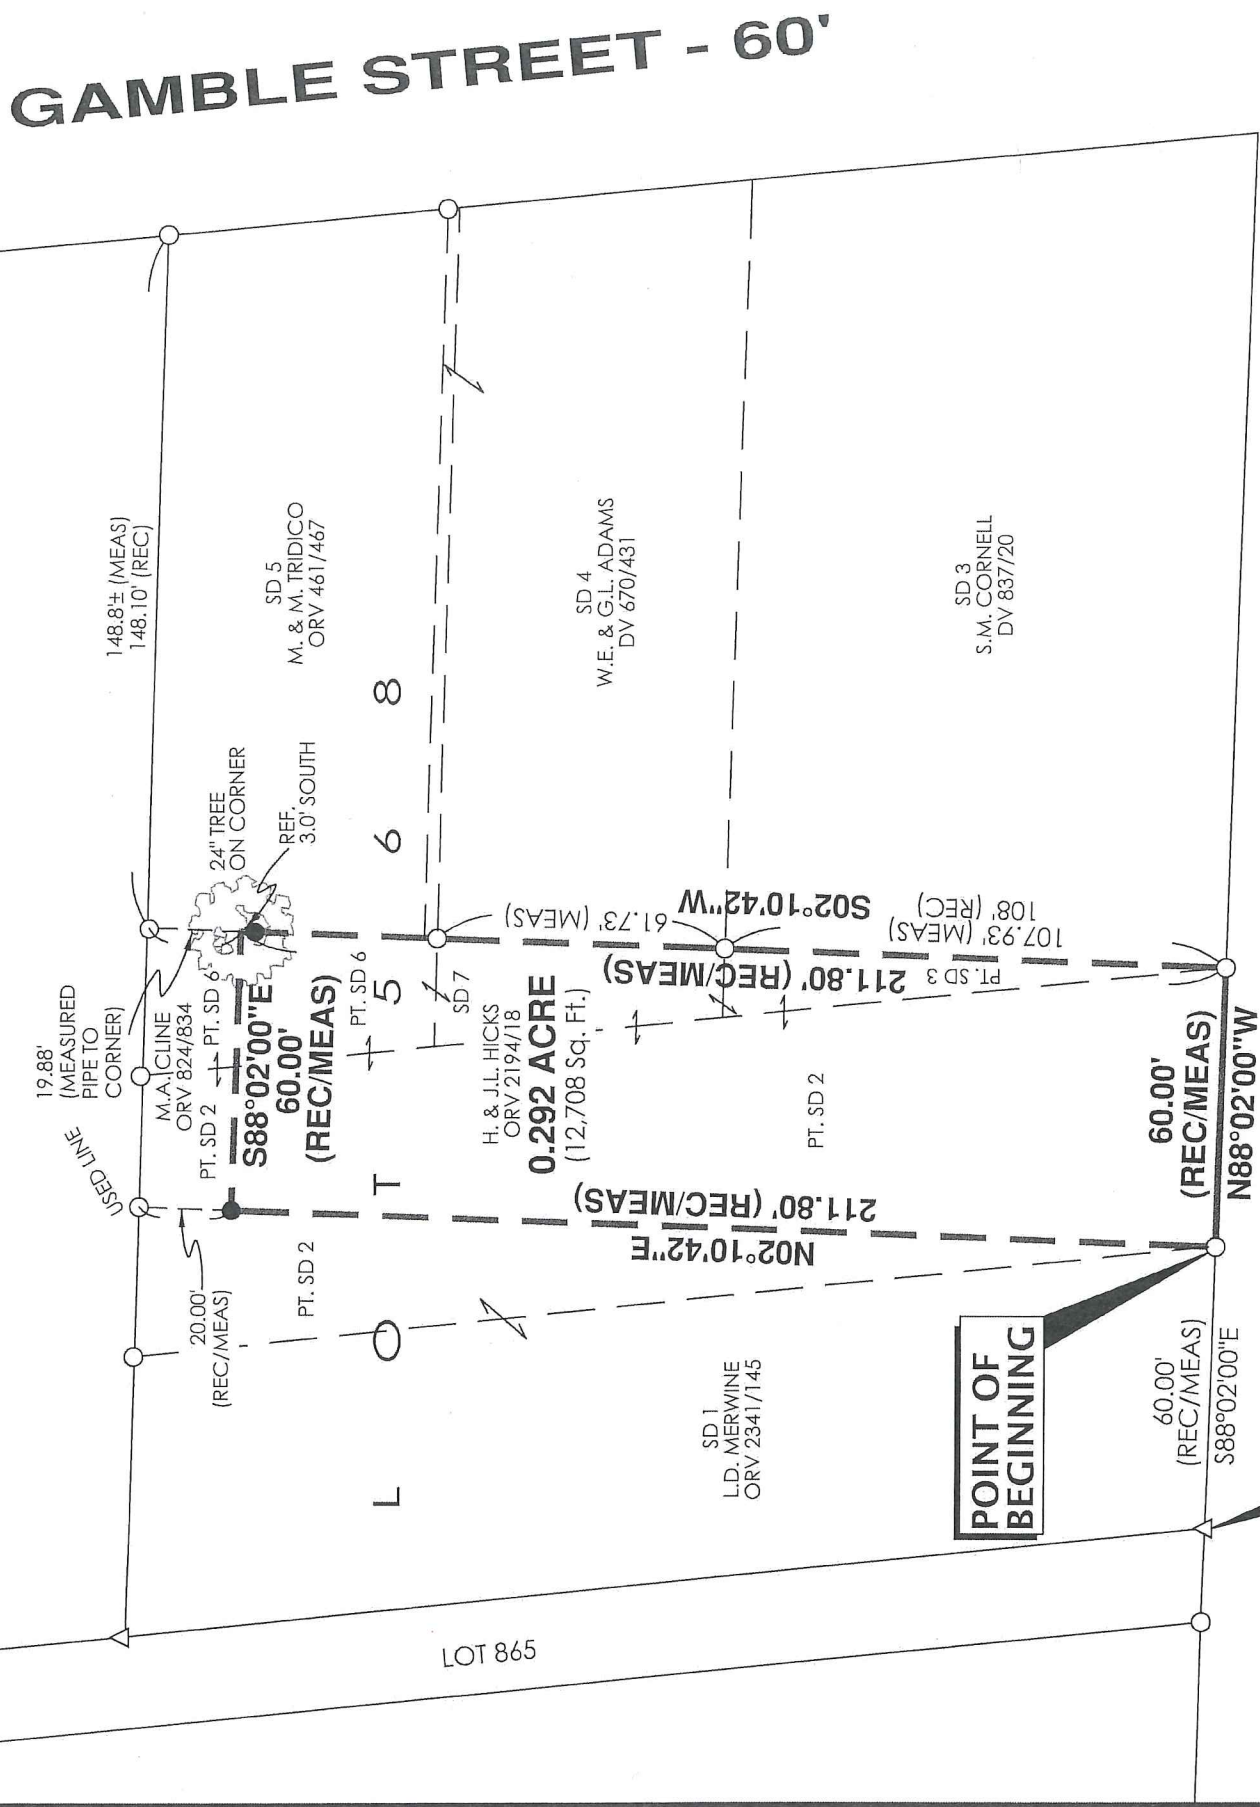 GAMBLE STREET - 60'
148.8'± (MEAS)
148.10' (REC)
SD 5
M. & M. TRIDICO
ORV 461/467
SD 4
W.E. & G.L. ADAMS
DV 670/431
SD 3
S.M. CORNELL
DV 837/20
24" TREE
ON CORNER
REF.
3.0' SOUTH
19.88'
(MEASURED
PIPE TO
CORNER)
M.A. CLINE
ORV 824/834
PT. SD 2
PT. SD 6
USED LINE
S88°02'00"E
60.00'
(REC/MEAS)
PT. SD 6
LOT 5 6 8
SD 7
61.73' (MEAS)
S02°10'42"W
211.80' (REC/MEAS)
107.93' (MEAS)
108' (REC)
PT. SD 3
H. & J.L. HICKS
ORV 2194/18
0.292 ACRE
(12,708 Sq. Ft.)
PT. SD 2
60.00'
(REC/MEAS)
N88°02'00"W
211.80' (REC/MEAS)
N02°10'42"E
20.00'
(REC/MEAS)
PT. SD 2
SD 1
L.D. MERWINE
ORV 2341/145
POINT OF
BEGINNING
60.00'
(REC/MEAS)
S88°02'00"E
LOT 865